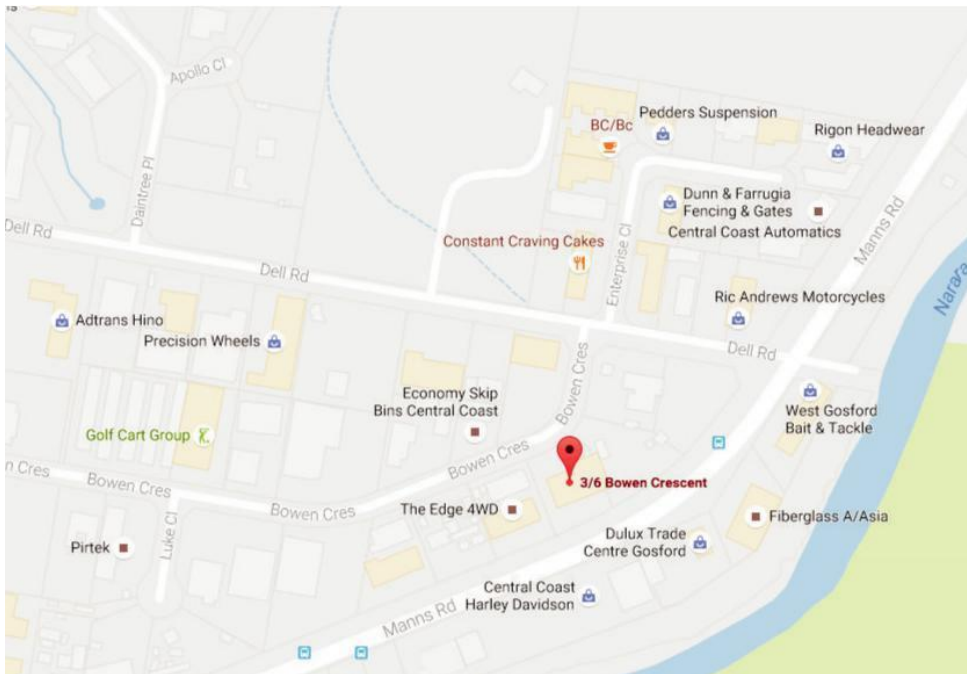 Apollo Cl
Pedders Suspension
BC/Bc
Rigon Headwear
Daintree Pl
Dunn & Farrugia
Fencing & Gates
Central Coast Automatics
Manns Rd
Dell Rd
Constant Craving Cakes
Enterprise Cl
Dell Rd
Narara
Ric Andrews Motorcycles
Adtrans Hino
Precision Wheels
Dell Rd
Bowen Cres
Economy Skip
Bins Central Coast
West Gosford
Bait & Tackle
Golf Cart Group
Bowen Cres
n Cres
Bowen Cres
3/6 Bowen Crescent
Bowen Cres
The Edge 4WD
Fiberglass A/Asia
Luke Cl
Pirtek
Dulux Trade
Centre Gosford
Central Coast
Harley Davidson
Manns Rd